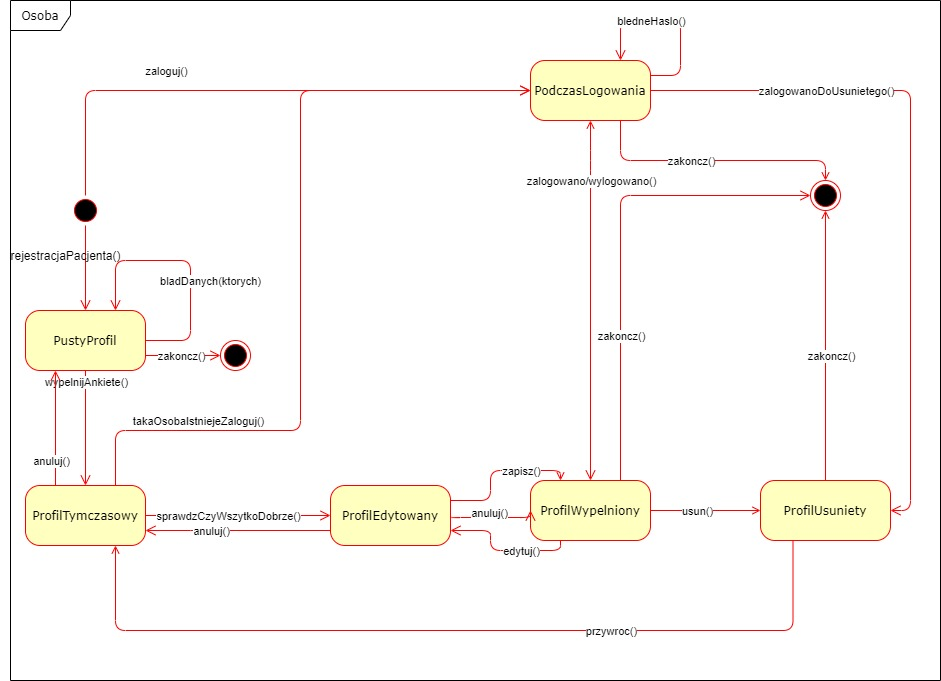 Osoba
bledneHaslo()
zaloguj()
PodczasLogowania
zalogowanoDoUsunietego()
zakoncz()
zalogowano/wylogowano()
rejestracjaPacjenta()
bladDanych(ktorych)
PustyProfil
zakoncz()
zakoncz()
zakoncz()
wypelnijAnkiete()
takaOsobaIstniejeZaloguj()
anuluj()
zapisz()
ProfilTymczasowy
sprawdzCzyWszytkoDobrze()
ProfilEdytowany
anuluj()
ProfilWypelniony
usun()
ProfilUsuniety
anuluj()
edytuj()
przywroc()